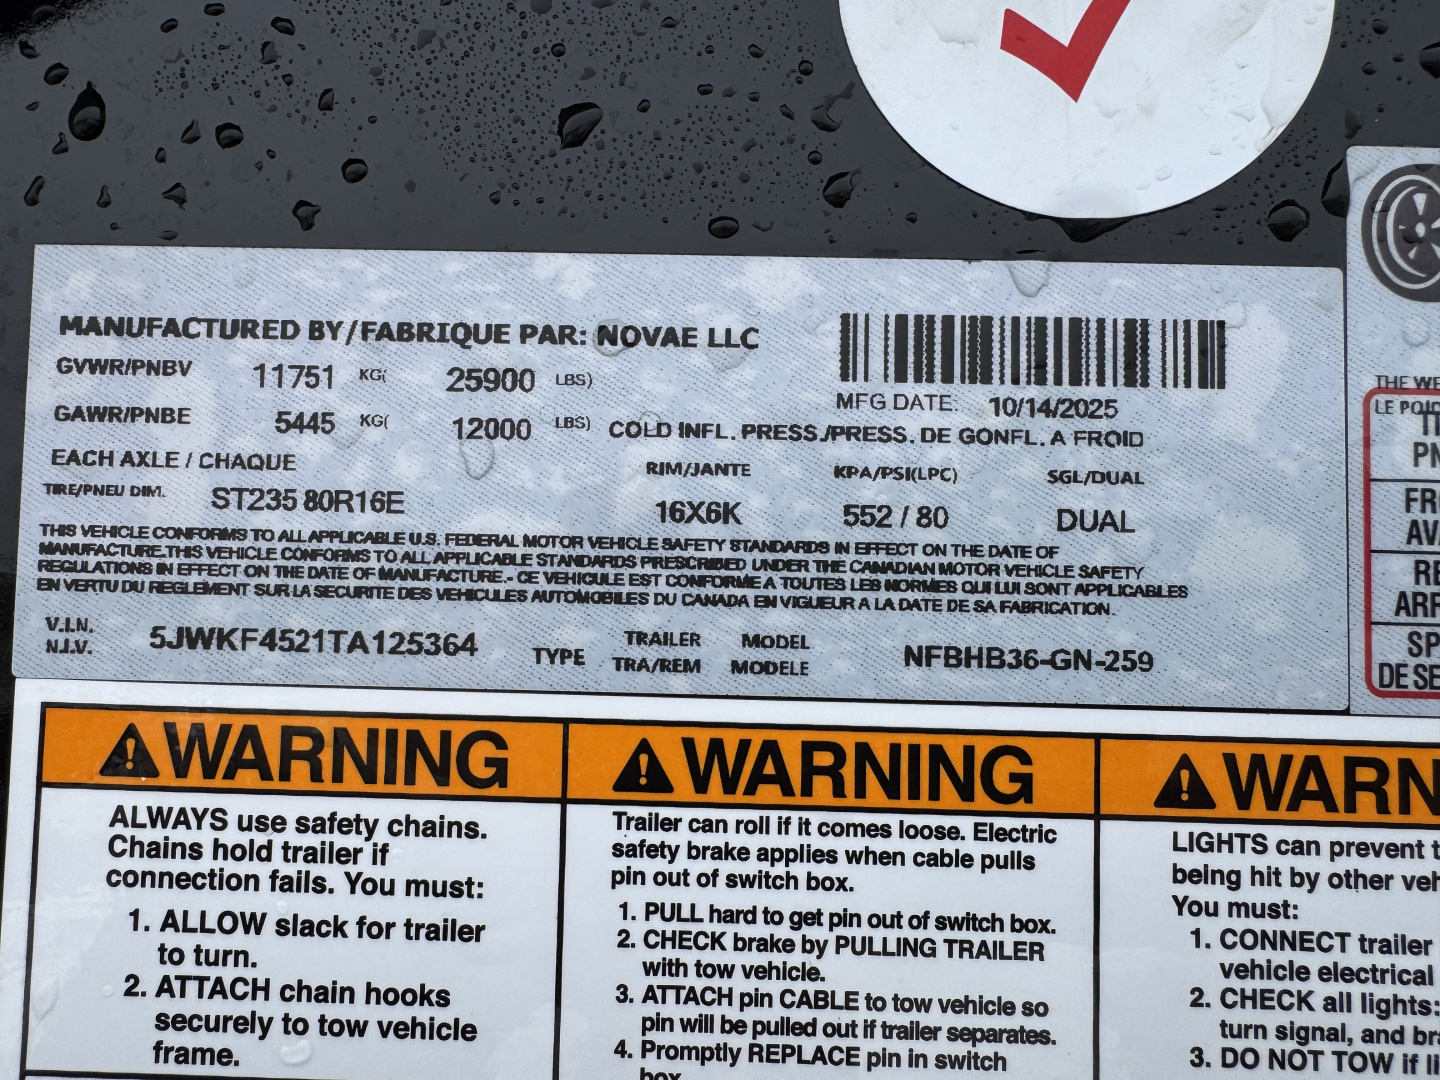 MANUFACTURED BY/FABRIQUE PAR: NOVAE LLC
GVWR/PNBV 11751 KG( 25900 LBS)
MFG DATE: 10/14/2025
GAWR/PNBE 5445 KG( 12000 LBS) COLD INFL. PRESS./PRESS. DE GONFL. A FROID
EACH AXLE / CHAQUE RIM/JANTE KPA/PSI(LPC) SGL/DUAL
TIRE/PNEU DIM. ST235 80R16E 16X6K 552 / 80 DUAL
THIS VEHICLE CONFORMS TO ALL APPLICABLE U.S. FEDERAL MOTOR VEHICLE SAFETY STANDARDS IN EFFECT ON THE DATE OF
MANUFACTURE.THIS VEHICLE CONFORMS TO ALL APPLICABLE STANDARDS PRESCRIBED UNDER THE CANADIAN MOTOR VEHICLE SAFETY
REGULATIONS IN EFFECT ON THE DATE OF MANUFACTURE.- CE VEHICULE EST CONFORME A TOUTES LES NORMES QUI LUI SONT APPLICABLES
EN VERTU DU REGLEMENT SUR LA SECURITE DES VEHICULES AUTOMOBILES DU CANADA EN VIGUEUR A LA DATE DE SA FABRICATION.
V.I.N. 5JWKF4521TA125364 TRAILER MODEL NFBHB36-GN-259
N.I.V. TYPE TRA/REM MODELE
THE WE
LE POID
PN
FR
AVA
RE
ARR
SP
DE SE
WARNING
ALWAYS use safety chains.
Chains hold trailer if
connection fails. You must:
1. ALLOW slack for trailer
to turn.
2. ATTACH chain hooks
securely to tow vehicle
frame.
WARNING
Trailer can roll if it comes loose. Electric
safety brake applies when cable pulls
pin out of switch box.
1. PULL hard to get pin out of switch box.
2. CHECK brake by PULLING TRAILER
with tow vehicle.
3. ATTACH pin CABLE to tow vehicle so
pin will be pulled out if trailer separates.
4. Promptly REPLACE pin in switch
box.
WARN
LIGHTS can prevent t
being hit by other veh
You must:
1. CONNECT trailer
vehicle electrical
2. CHECK all lights:
turn signal, and bra
3. DO NOT TOW if li